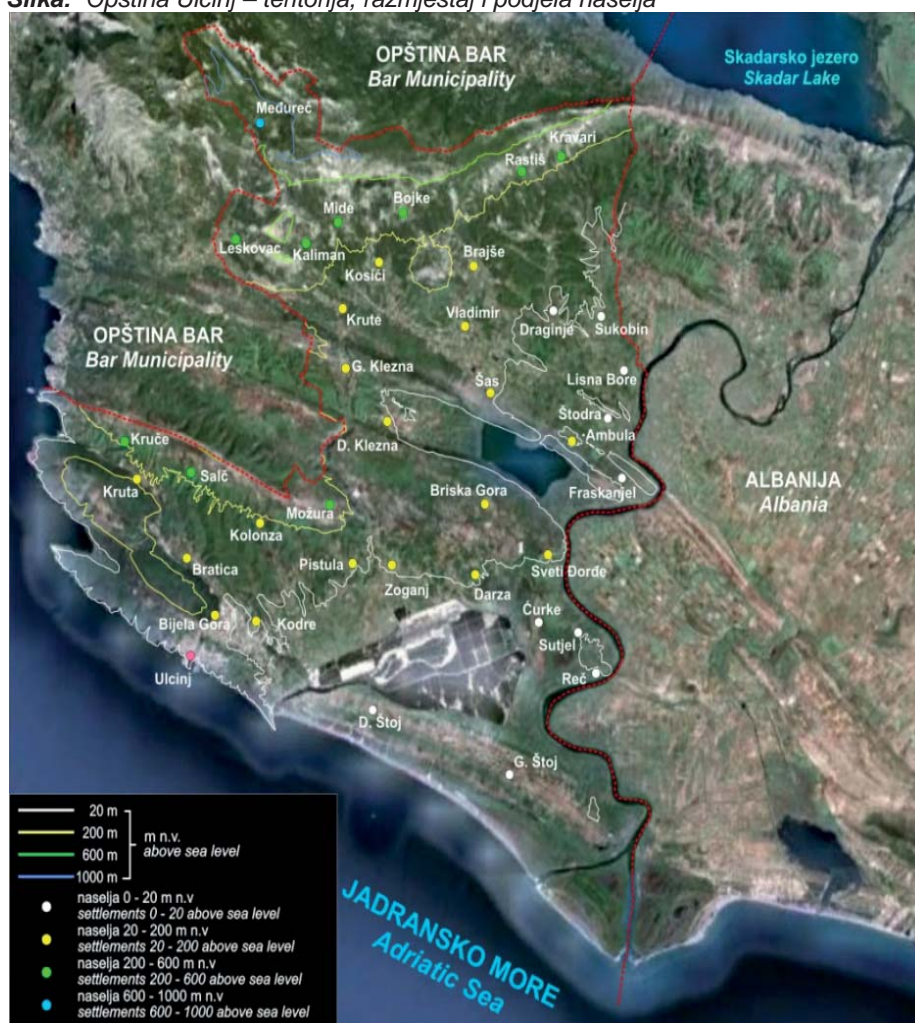 Slika: Opština Ulcinj – teritorija, razmještaj i podjela naselja
OPŠTINA BAR
Bar Municipality
Skadarsko jezero
Skadar Lake
Međureč
Kravari
Rastiš
Bojke
Mide
Leskovac
Kaliman
Kosići
Brajše
Krute
Vladimir
Draginje
Sukobin
OPŠTINA BAR
Bar Municipality
G. Klezna
Šas
Lisna Bore
Štodra
Ambula
D. Klezna
Kruče
Salč
Kruta
Možura
Kolonza
Briska Gora
Fraskanjel
ALBANIJA
Albania
Bratica
Pistula
Zoganj
Darza
Sveti Đorđe
Bijela Gora
Kodre
Ćurke
Sutjel
Ulcinj
Reč
D. Štoj
G. Štoj
20 m
200 m
600 m
1000 m
m n.v.
above sea level
naselja 0 - 20 m n.v
settlements 0 - 20 above sea level
naselja 20 - 200 m n.v
settlements 20 - 200 above sea level
naselja 200 - 600 m n.v
settlements 200 - 600 above sea level
naselja 600 - 1000 m n.v
settlements 600 - 1000 above sea level
JADRANSKO MORE
Adriatic Sea